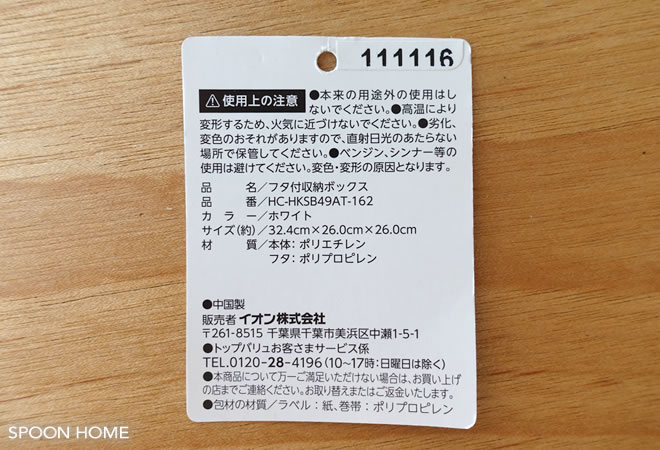 111116
⚠使用上の注意 ●本来の用途外の使用はし
ないでください。●高温により
変形するため、火気に近づけないでください。●劣化、
変色のおそれがありますので、直射日光のあたらない
場所で保管してください。●ベンジン、シンナー等の
使用は避けてください。変色・変形の原因となります。
品 名／フタ付収納ボックス
品 番／HC-HKSB49AT-162
カ ラ ー／ホワイト
サイズ(約)／32.4cm×26.0cm×26.0cm
材 質／本体：ポリエチレン
フタ：ポリプロピレン
●中国製
販売者 イオン株式会社
〒261-8515 千葉県千葉市美浜区中瀬1-5-1
●トップバリュお客さまサービス係
TEL.0120-28-4196(10〜17時：日曜日は除く)
●本商品について万一ご満足いただけない場合は、お買い上げ
の店までご連絡ください。お取り替えまたはご返金いたします。
●包材の材質／ラベル：紙、巻帯：ポリプロピレン
SPOON HOME